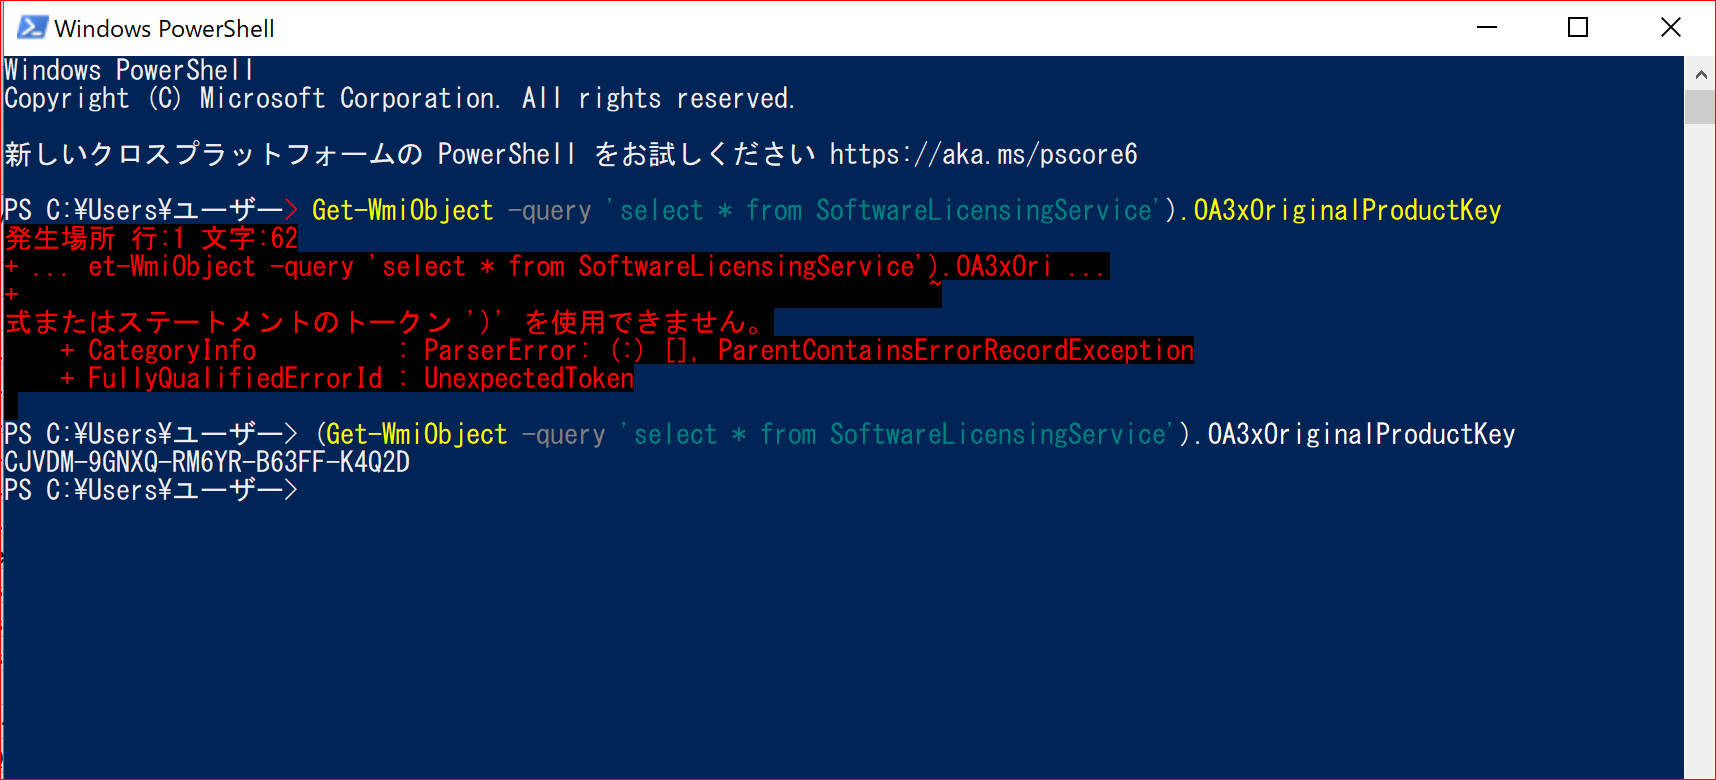 Windows PowerShell
Windows PowerShell
Copyright (C) Microsoft Corporation. All rights reserved.
新しいクロスプラットフォームの PowerShell をお試しください https://aka.ms/pscore6
PS C:¥Users¥ユーザー> Get-WmiObject -query 'select * from SoftwareLicensingService').OA3xOriginalProductKey
発生場所 行:1 文字:62
+ ... et-WmiObject -query 'select * from SoftwareLicensingService').OA3xOri ...
+                                                                  ~
式またはステートメントのトークン ')' を使用できません。
    + CategoryInfo          : ParserError: (:) [], ParentContainsErrorRecordException
    + FullyQualifiedErrorId : UnexpectedToken
PS C:¥Users¥ユーザー> (Get-WmiObject -query 'select * from SoftwareLicensingService').OA3xOriginalProductKey
CJVDM-9GNXQ-RM6YR-B63FF-K4Q2D
PS C:¥Users¥ユーザー>